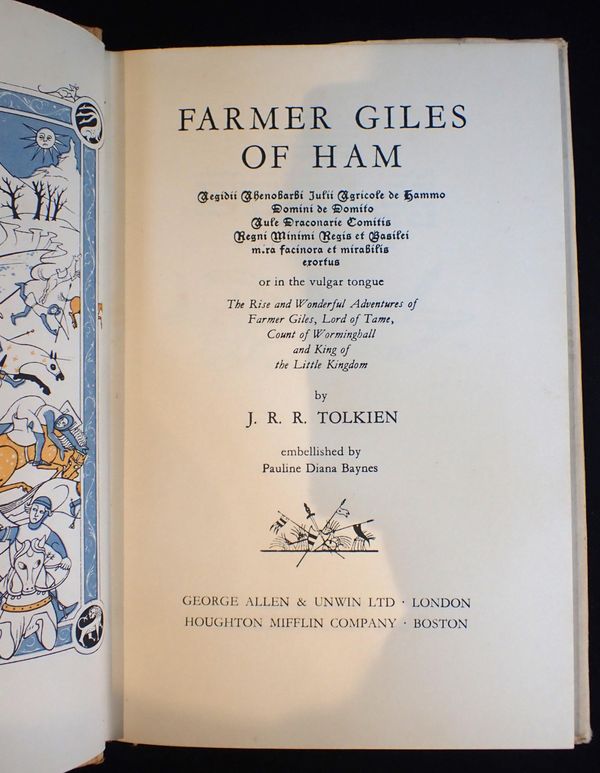 FARMER GILES
OF HAM
Aegidii Ahenobarbi Julii Agricole de Hammo
Domini de Domito
Aule Draconarie Comitis
Regni Minimi Regis et Basilei
mira facinora et mirabilis
exortus
or in the vulgar tongue
The Rise and Wonderful Adventures of
Farmer Giles, Lord of Tame,
Count of Worminghall
and King of
the Little Kingdom
by
J. R. R. TOLKIEN
embellished by
Pauline Diana Baynes
GEORGE ALLEN & UNWIN LTD · LONDON
HOUGHTON MIFFLIN COMPANY · BOSTON